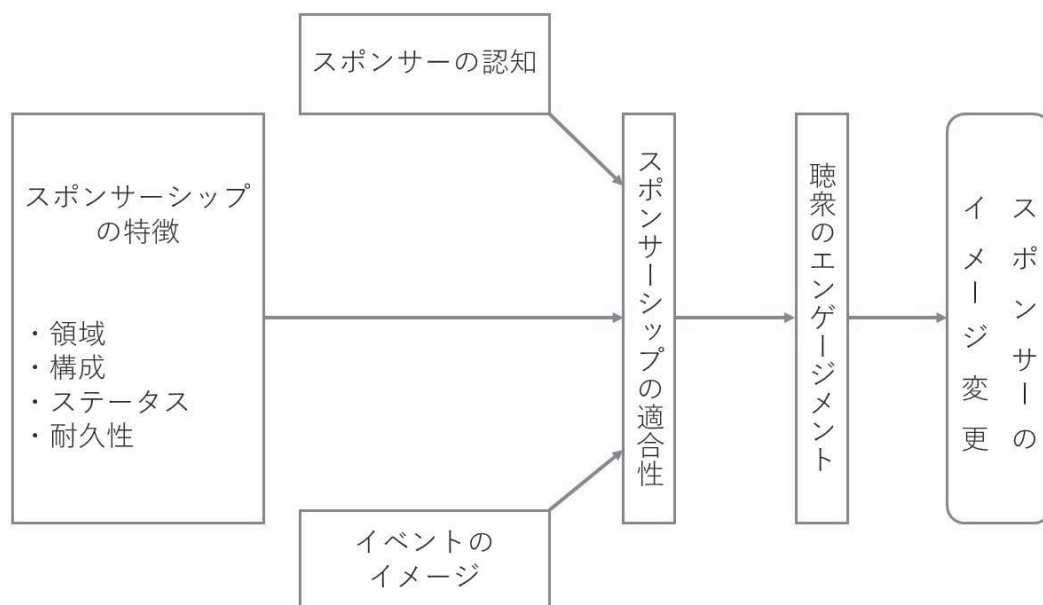 スポンサーの認知
スポンサーシップ
の特徴
・領域
・構成
・ステータス
・耐久性
イベントの
イメージ
スポンサーシップの適合性
聴衆のエンゲージメント
スポンサーの
イメージ変更